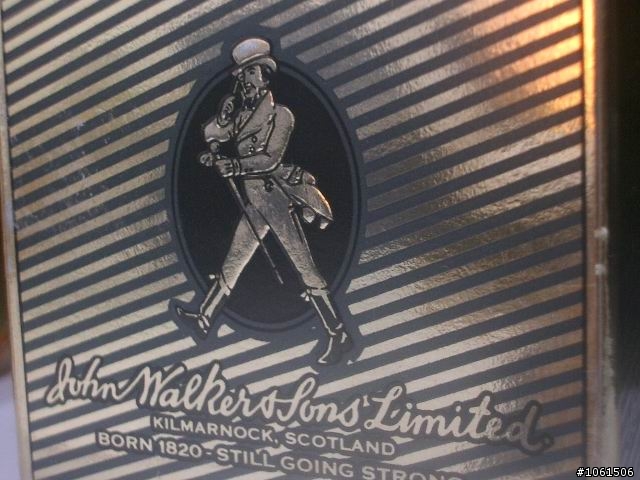 John Walker & Sons Limited.
KILMARNOCK, SCOTLAND
BORN 1820-STILL GOING STRONG
#1061506